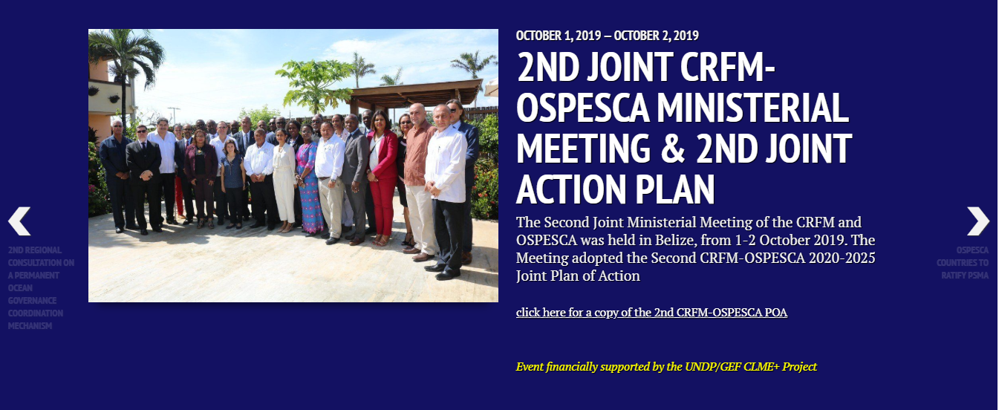 OCTOBER 1, 2019 – OCTOBER 2, 2019
2ND JOINT CRFM-
OSPESCA MINISTERIAL
MEETING & 2ND JOINT
ACTION PLAN
The Second Joint Ministerial Meeting of the CRFM and
OSPESCA was held in Belize, from 1-2 October 2019. The
Meeting adopted the Second CRFM-OSPESCA 2020-2025
Joint Plan of Action
click here for a copy of the 2nd CRFM-OSPESCA POA
Event financially supported by the UNDP/GEF CLME+ Project
2ND REGIONAL
CONSULTATION ON
A PERMANENT
OCEAN
GOVERNANCE
COORDINATION
MECHANISM
OSPESCA
COUNTRIES TO
RATIFY PSMA